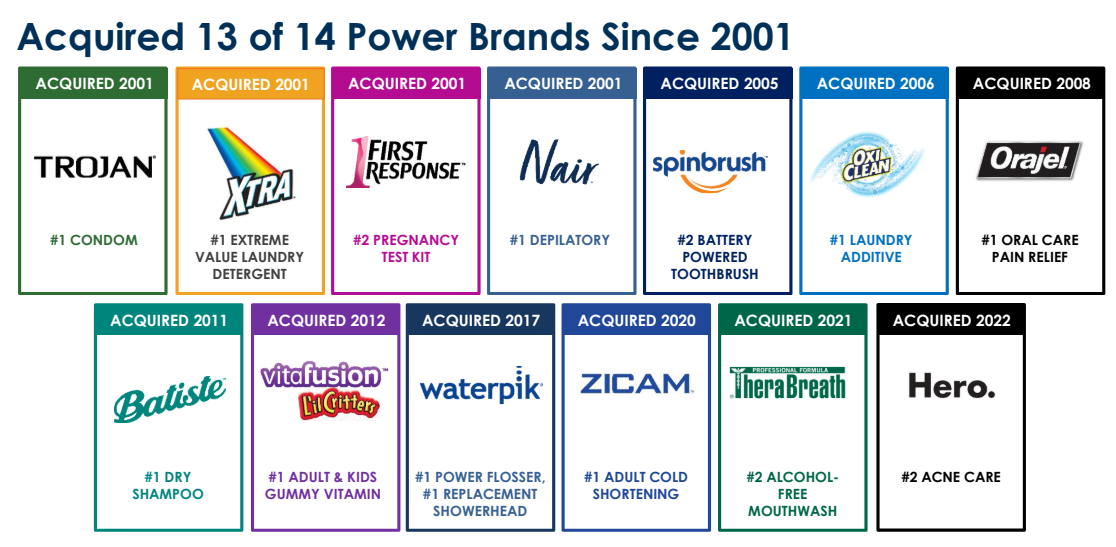 Acquired 13 of 14 Power Brands Since 2001
ACQUIRED 2001
TROJAN
#1 CONDOM
ACQUIRED 2001
XTRA
#1 EXTREME
VALUE LAUNDRY
DETERGENT
ACQUIRED 2001
1 FIRST
RESPONSE™
#2 PREGNANCY
TEST KIT
ACQUIRED 2001
Nair
#1 DEPILATORY
ACQUIRED 2005
spinbrush
#2 BATTERY
POWERED
TOOTHBRUSH
ACQUIRED 2006
OXI
CLEAN
#1 LAUNDRY
ADDITIVE
ACQUIRED 2008
Orajel
#1 ORAL CARE
PAIN RELIEF
ACQUIRED 2011
Batiste
#1 DRY
SHAMPOO
ACQUIRED 2012
vitafusion™
L'il Critters
#1 ADULT & KIDS
GUMMY VITAMIN
ACQUIRED 2017
waterpik
#1 POWER FLOSSER,
#1 REPLACEMENT
SHOWERHEAD
ACQUIRED 2020
ZICAM
#1 ADULT COLD
SHORTENING
ACQUIRED 2021
PROFESSIONAL FORMULA
TheraBreath
#2 ALCOHOL-
FREE
MOUTHWASH
ACQUIRED 2022
Hero.
#2 ACNE CARE